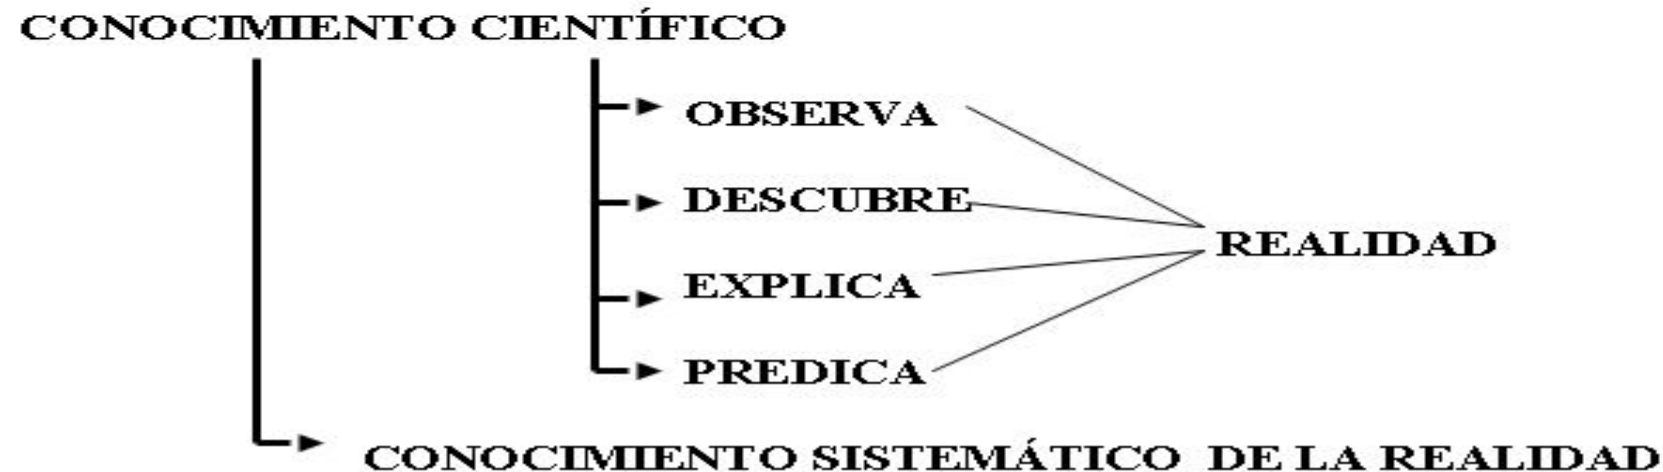 CONOCIMIENTO CIENTÍFICO
OBSERVA
DESCUBRE
REALIDAD
EXPLICA
PREDICA
CONOCIMIENTO SISTEMÁTICO DE LA REALIDAD